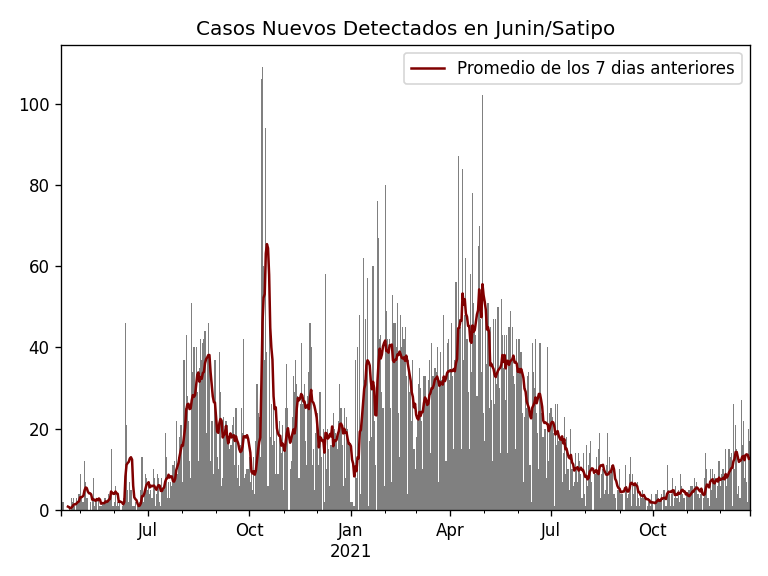 Casos Nuevos Detectados en Junin/Satipo
Promedio de los 7 dias anteriores
100
80
60
40
20
0
Jul
Oct
Jan
2021
Apr
Jul
Oct